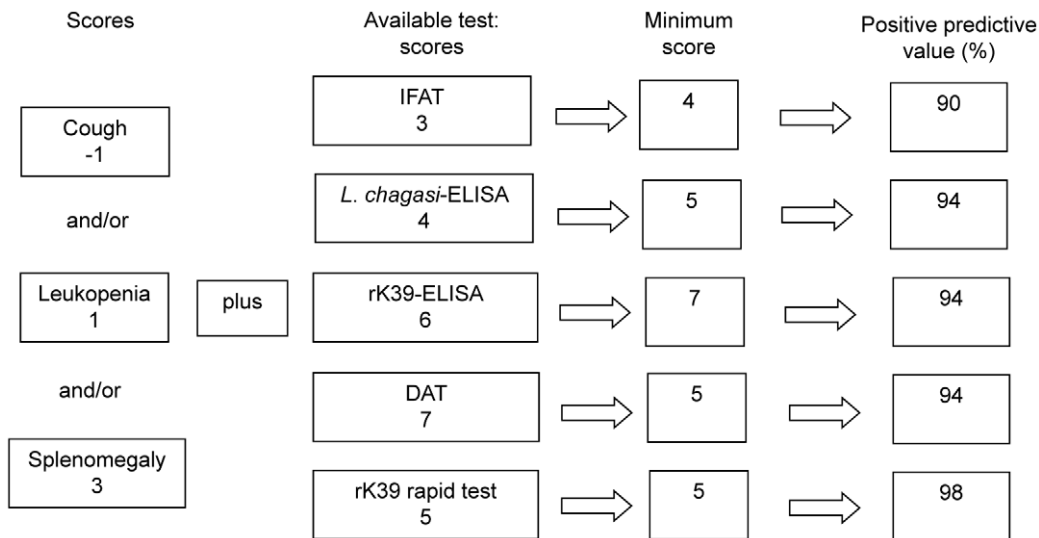 Scores
Available test:
scores
Minimum
score
Positive predictive
value (%)
Cough
-1
and/or
Leukopenia
1
and/or
Splenomegaly
3
plus
IFAT
3
4
90
L. chagasi-ELISA
4
5
94
rK39-ELISA
6
7
94
DAT
7
5
94
rK39 rapid test
5
5
98